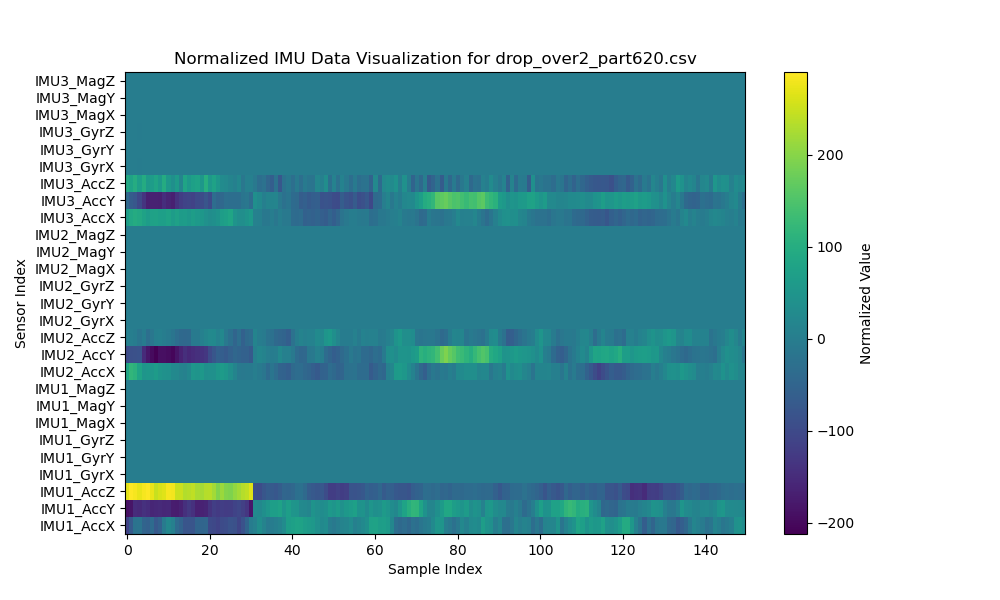 Normalized IMU Data Visualization for drop_over2_part620.csv
IMU3_MagZ
IMU3_MagY
IMU3_MagX
IMU3_GyrZ
IMU3_GyrY
IMU3_GyrX
IMU3_AccZ
IMU3_AccY
IMU3_AccX
IMU2_MagZ
IMU2_MagY
IMU2_MagX
IMU2_GyrZ
IMU2_GyrY
IMU2_GyrX
IMU2_AccZ
IMU2_AccY
IMU2_AccX
IMU1_MagZ
IMU1_MagY
IMU1_MagX
IMU1_GyrZ
IMU1_GyrY
IMU1_GyrX
IMU1_AccZ
IMU1_AccY
IMU1_AccX
Sensor Index
0 20 40 60 80 100 120 140
Sample Index
200
100
0
−100
−200
Normalized Value